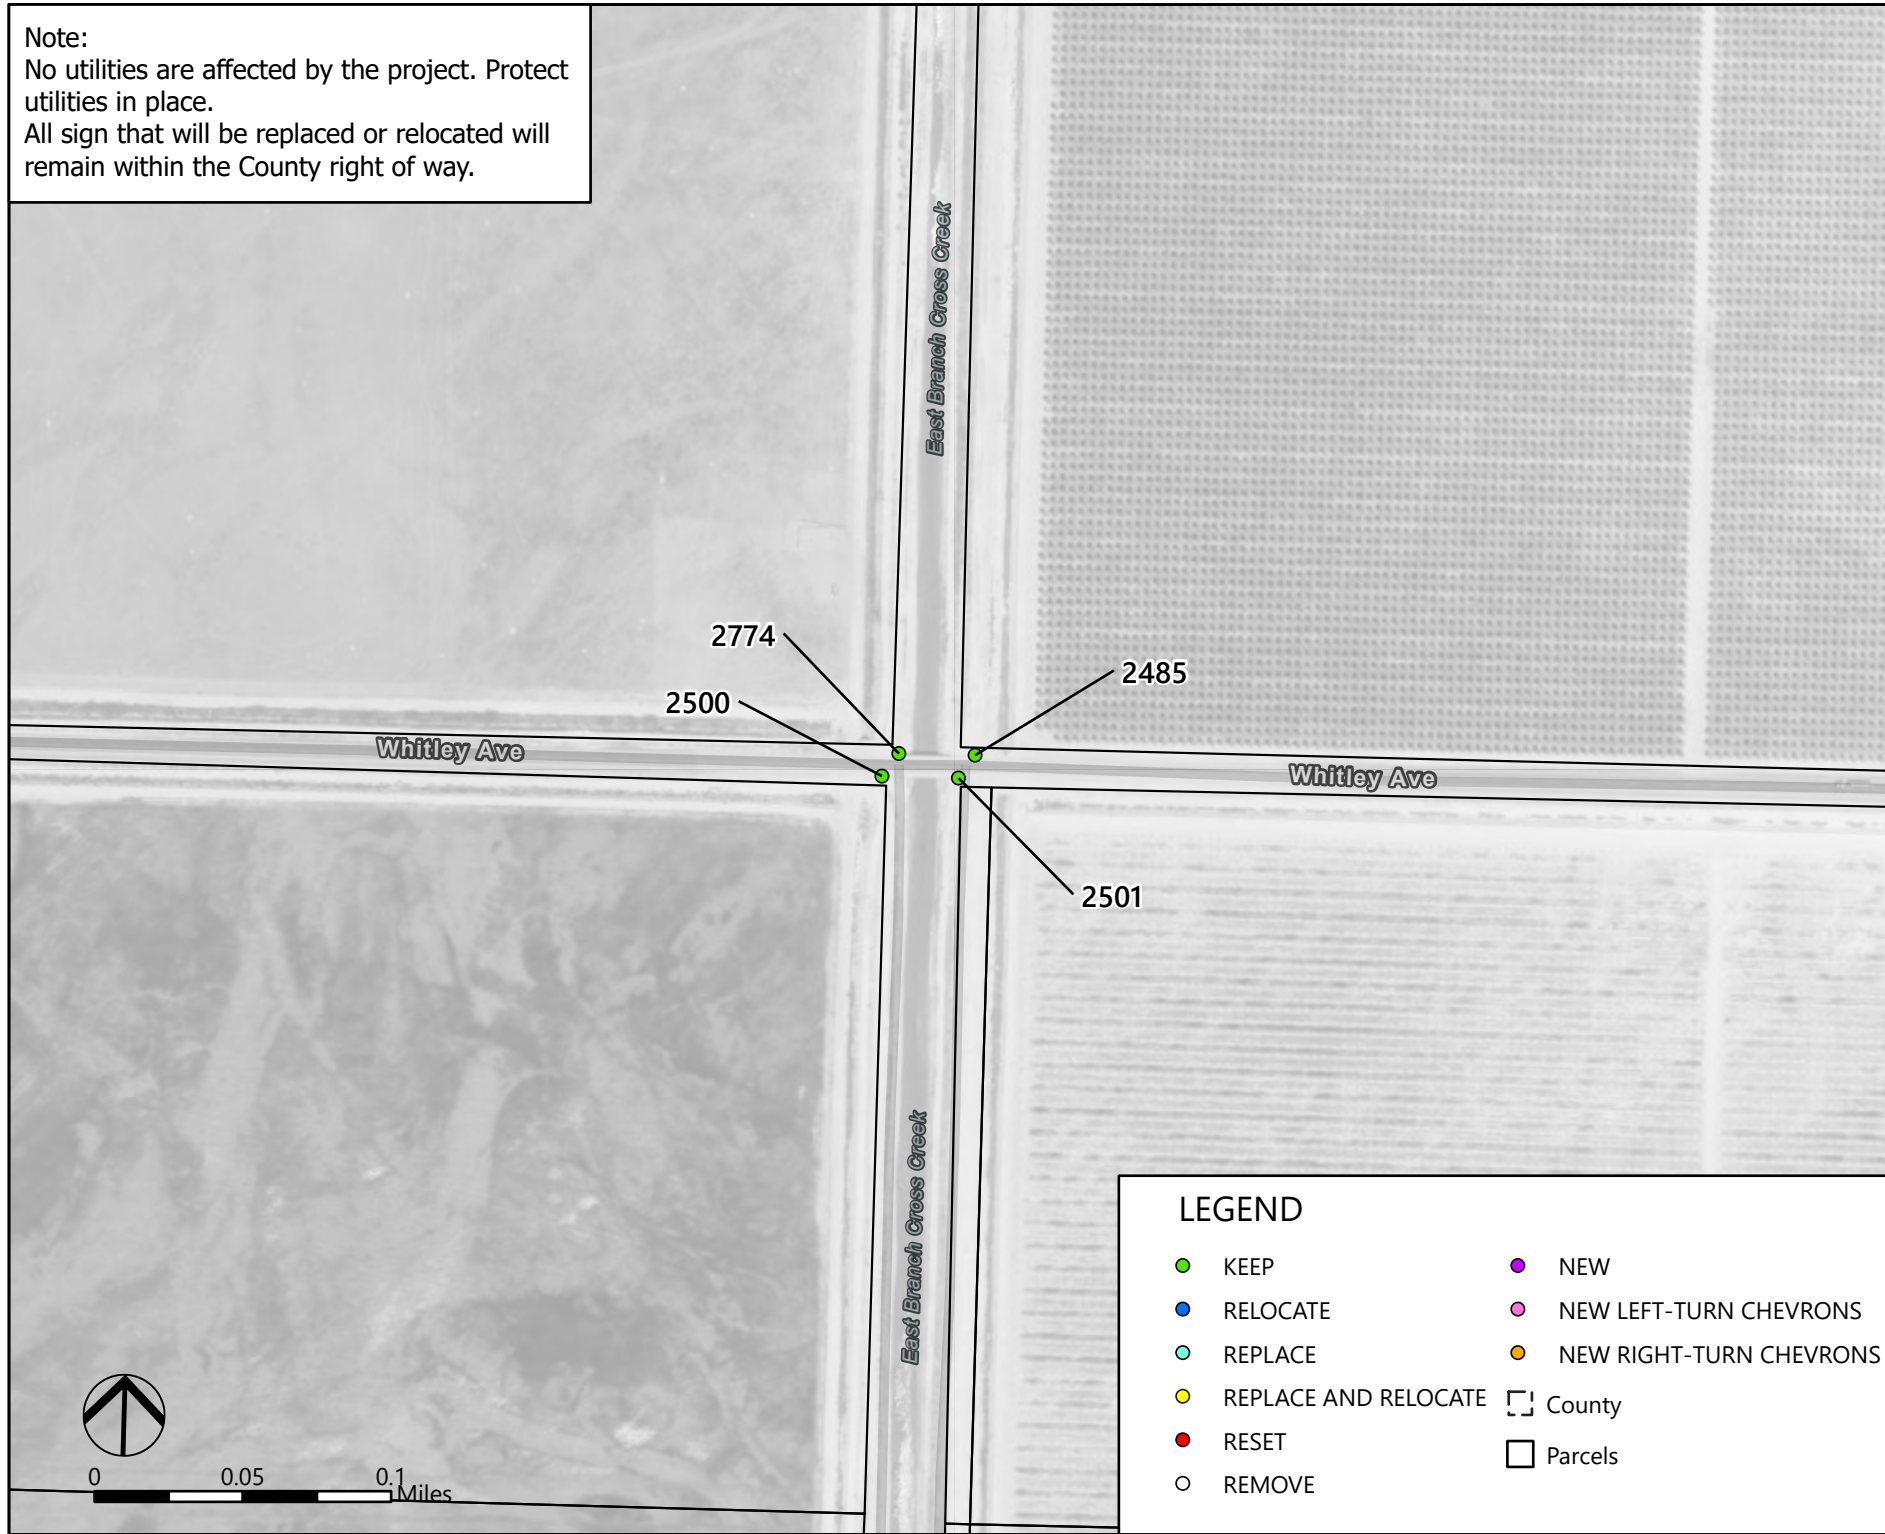 Note:
No utilities are affected by the project. Protect
utilities in place.
All sign that will be replaced or relocated will
remain within the County right of way.
East Branch Cross Creek
2774
2485
2500
Whitley Ave
Whitley Ave
2501
East Branch Cross Creek
LEGEND
KEEP
RELOCATE
REPLACE
REPLACE AND RELOCATE
RESET
REMOVE
NEW
NEW LEFT-TURN CHEVRONS
NEW RIGHT-TURN CHEVRONS
County
Parcels
0 0.05 0.1
Miles